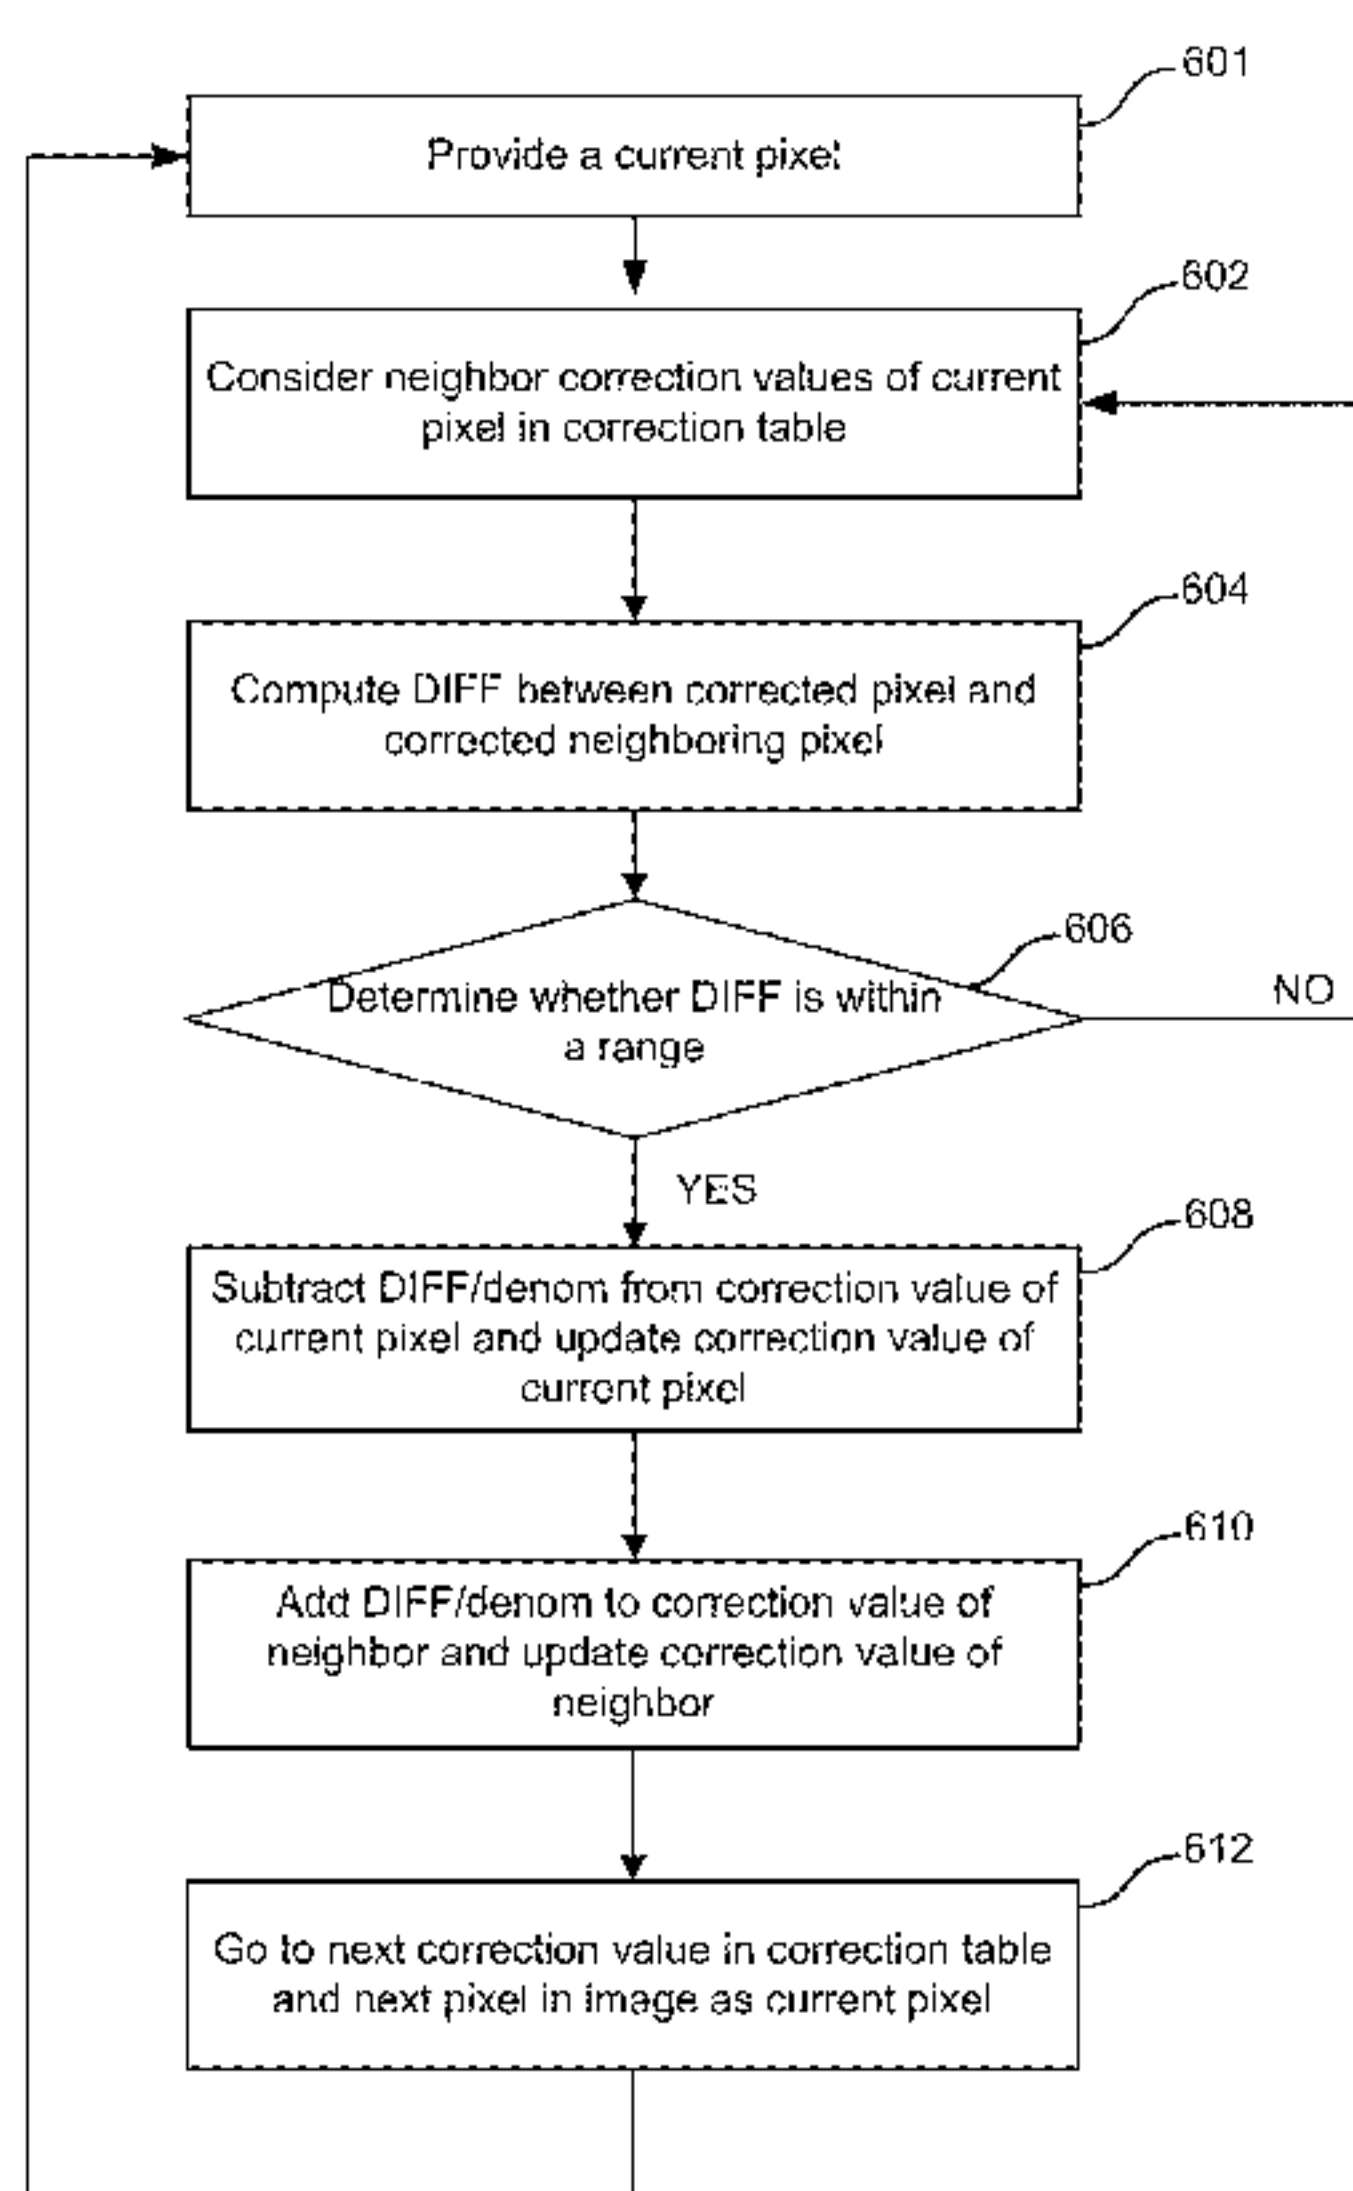 601
Provide a current pixel
602
Consider neighbor correction values of current
pixel in correction table
604
Compute DIFF between corrected pixel and
corrected neighboring pixel
606
Determine whether DIFF is within
a range
NO
YES
608
Subtract DIFF/denom from correction value of
current pixel and update correction value of
current pixel
610
Add DIFF/denom to correction value of
neighbor and update correction value of
neighbor
612
Go to next correction value in correction table
and next pixel in image as current pixel